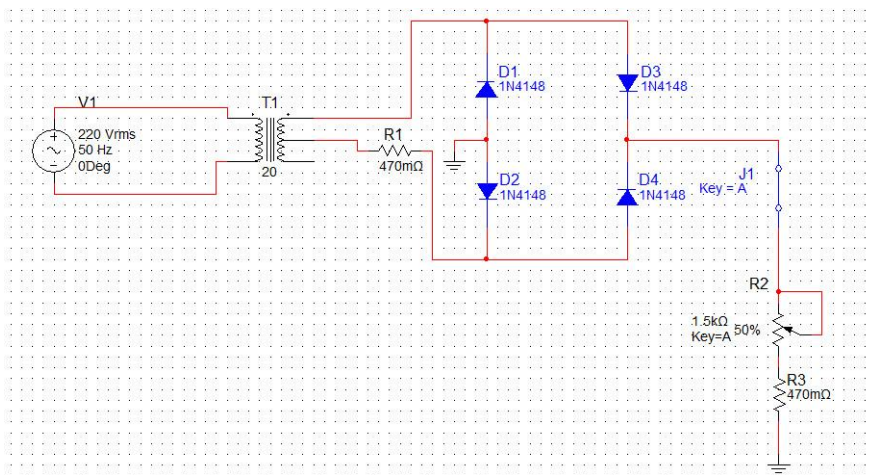 V1
220 Vrms
50 Hz
0Deg
T1
20
R1
470mΩ
D1
1N4148
D3
1N4148
D2
1N4148
D4
1N4148
J1
Key = A
R2
1.5kΩ
50%
Key=A
R3
470mΩ